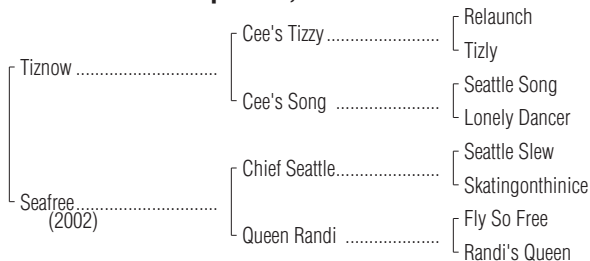 Relaunch
Cee's Tizzy
Tizly
Tiznow
Seattle Song
Cee's Song
Lonely Dancer
Seattle Slew
Chief Seattle
Skatingonthinice
Seafree
(2002)
Fly So Free
Queen Randi
Randi's Queen